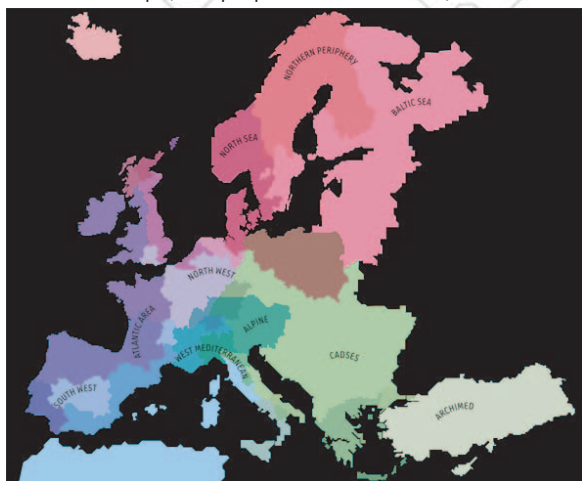 NORTHERN PERIPHERY
BALTIC SEA
NORTH SEA
NORTH WEST
ATLANTIC AREA
ALPINE
WEST MEDITERRANEAN
CADSES
SOUTH WEST
ARCHIMED